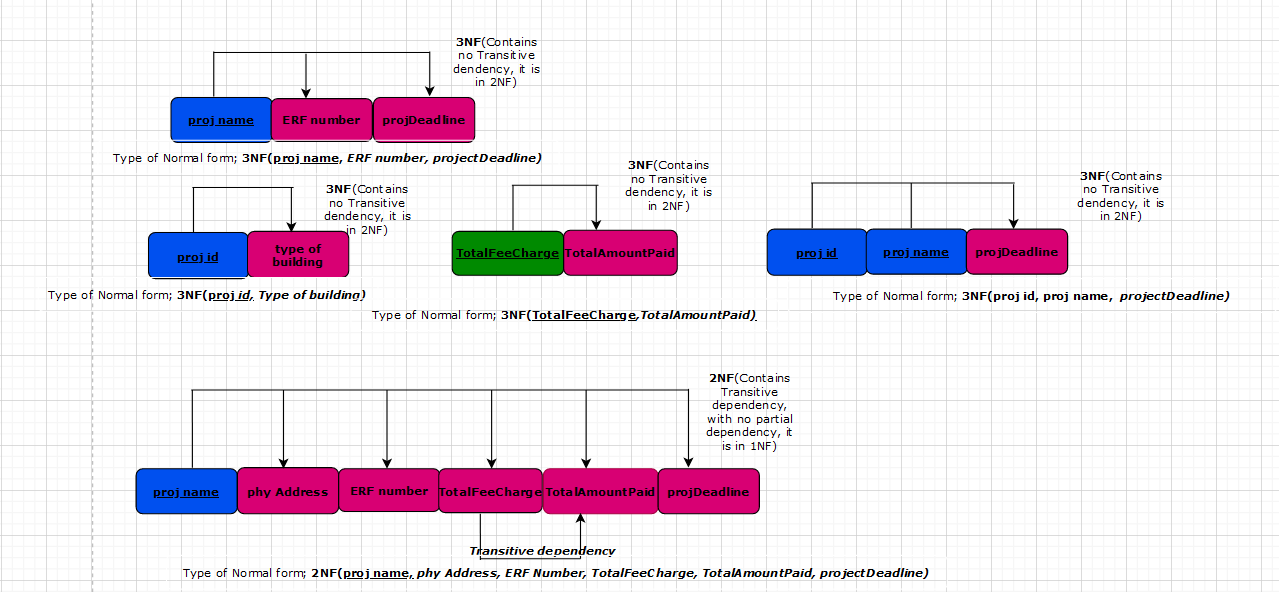 3NF(Contains
no Transitive
dendency, it is
in 2NF)
proj name
ERF number
projDeadline
Type of Normal form; 3NF(proj name, ERF number, projectDeadline)
3NF(Contains
no Transitive
dendency, it is
in 2NF)
proj id
type of
building
Type of Normal form; 3NF(proj id, Type of building)
3NF(Contains
no Transitive
dendency, it is
in 2NF)
TotalFeeCharge
TotalAmountPaid
Type of Normal form; 3NF(TotalFeeCharge,TotalAmountPaid)
3NF(Contains
no Transitive
dendency, it is
in 2NF)
proj id
proj name
projDeadline
Type of Normal form; 3NF(proj id, proj name, projectDeadline)
2NF(Contains
Transitive
dependency,
with no partial
dependency, it
is in 1NF)
proj name
phy Address
ERF number
TotalFeeCharge
TotalAmountPaid
projDeadline
Transitive dependency
Type of Normal form; 2NF(proj name, phy Address, ERF Number, TotalFeeCharge, TotalAmountPaid, projectDeadline)